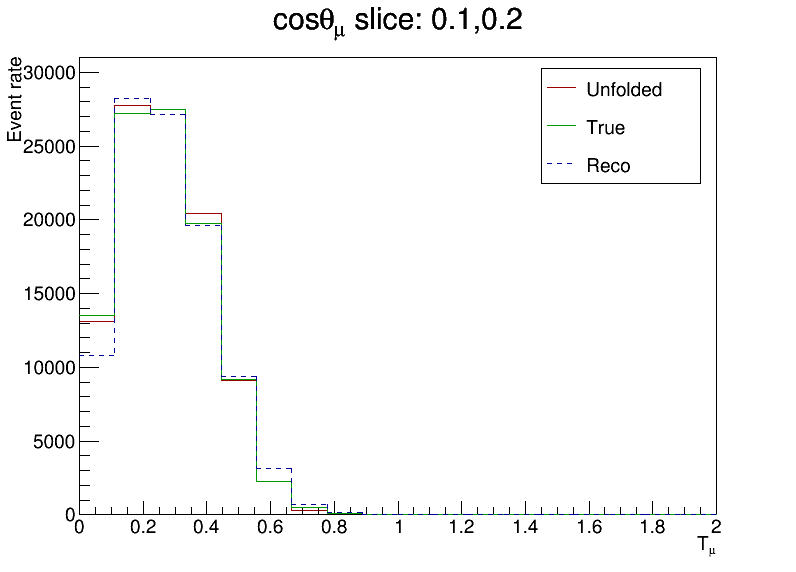 cosθμ slice: 0.1,0.2
Event rate
30000
25000
20000
15000
10000
5000
0
Unfolded
True
Reco
0 0.2 0.4 0.6 0.8 1 1.2 1.4 1.6 1.8 2
Tμ